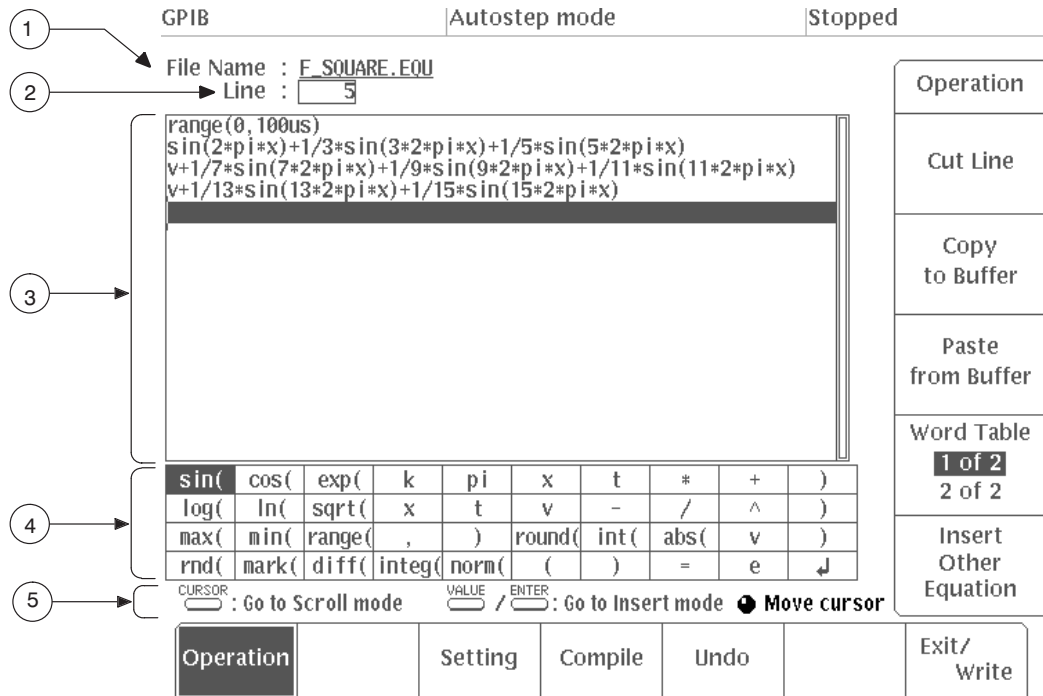 GPIB Autostep mode Stopped
1
File Name : F_SQUARE.EQU
2
Line : 5
range(0,100us)
sin(2*pi*x)+1/3*sin(3*2*pi*x)+1/5*sin(5*2*pi*x)
v+1/7*sin(7*2*pi*x)+1/9*sin(9*2*pi*x)+1/11*sin(11*2*pi*x)
v+1/13*sin(13*2*pi*x)+1/15*sin(15*2*pi*x)
3
4
sin( cos( exp( k pi x t * + )
log( ln( sqrt( x t v - / ^ )
max( min( range( , ) round( int( abs( v )
rnd( mark( diff( integ( norm( ( ) = e ↲
5
CURSOR : Go to Scroll mode VALUE / ENTER : Go to Insert mode Move cursor
Operation
Cut Line
Copy
to Buffer
Paste
from Buffer
Word Table
1 of 2
2 of 2
Insert
Other
Equation
Operation Setting Compile Undo Exit/
Write